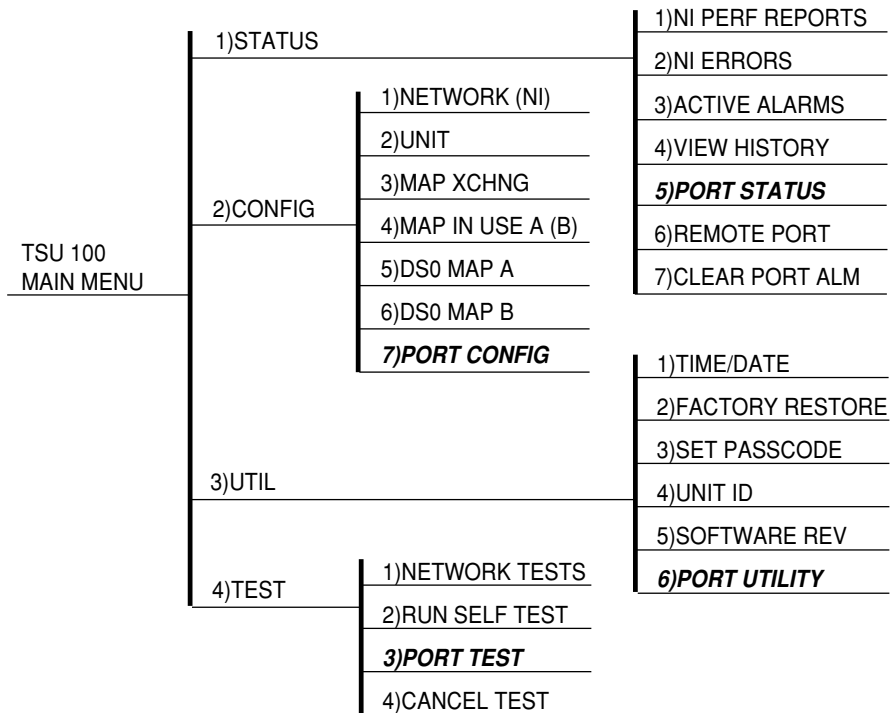 TSU 100
MAIN MENU
1)STATUS
1)NI PERF REPORTS
2)NI ERRORS
3)ACTIVE ALARMS
4)VIEW HISTORY
5)PORT STATUS
6)REMOTE PORT
7)CLEAR PORT ALM
2)CONFIG
1)NETWORK (NI)
2)UNIT
3)MAP XCHNG
4)MAP IN USE A (B)
5)DS0 MAP A
6)DS0 MAP B
7)PORT CONFIG
3)UTIL
1)TIME/DATE
2)FACTORY RESTORE
3)SET PASSCODE
4)UNIT ID
5)SOFTWARE REV
6)PORT UTILITY
4)TEST
1)NETWORK TESTS
2)RUN SELF TEST
3)PORT TEST
4)CANCEL TEST